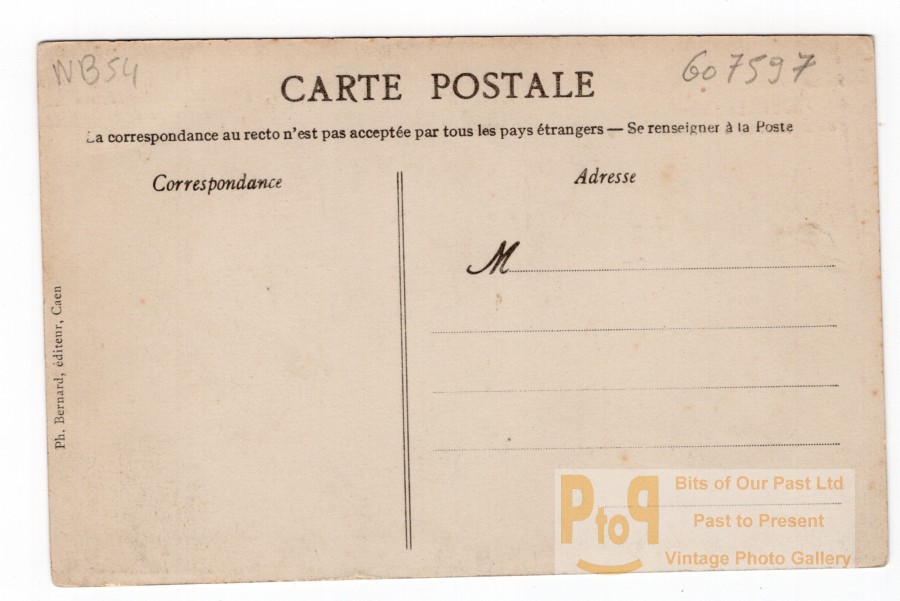 WB54
607597
CARTE POSTALE
La correspondance au recto n'est pas acceptée par tous les pays étrangers — Se renseigner à la Poste
Correspondance
Adresse
M
Ph. Bernard, éditeur, Caen
PtoP
Bits of Our Past Ltd
Past to Present
Vintage Photo Gallery